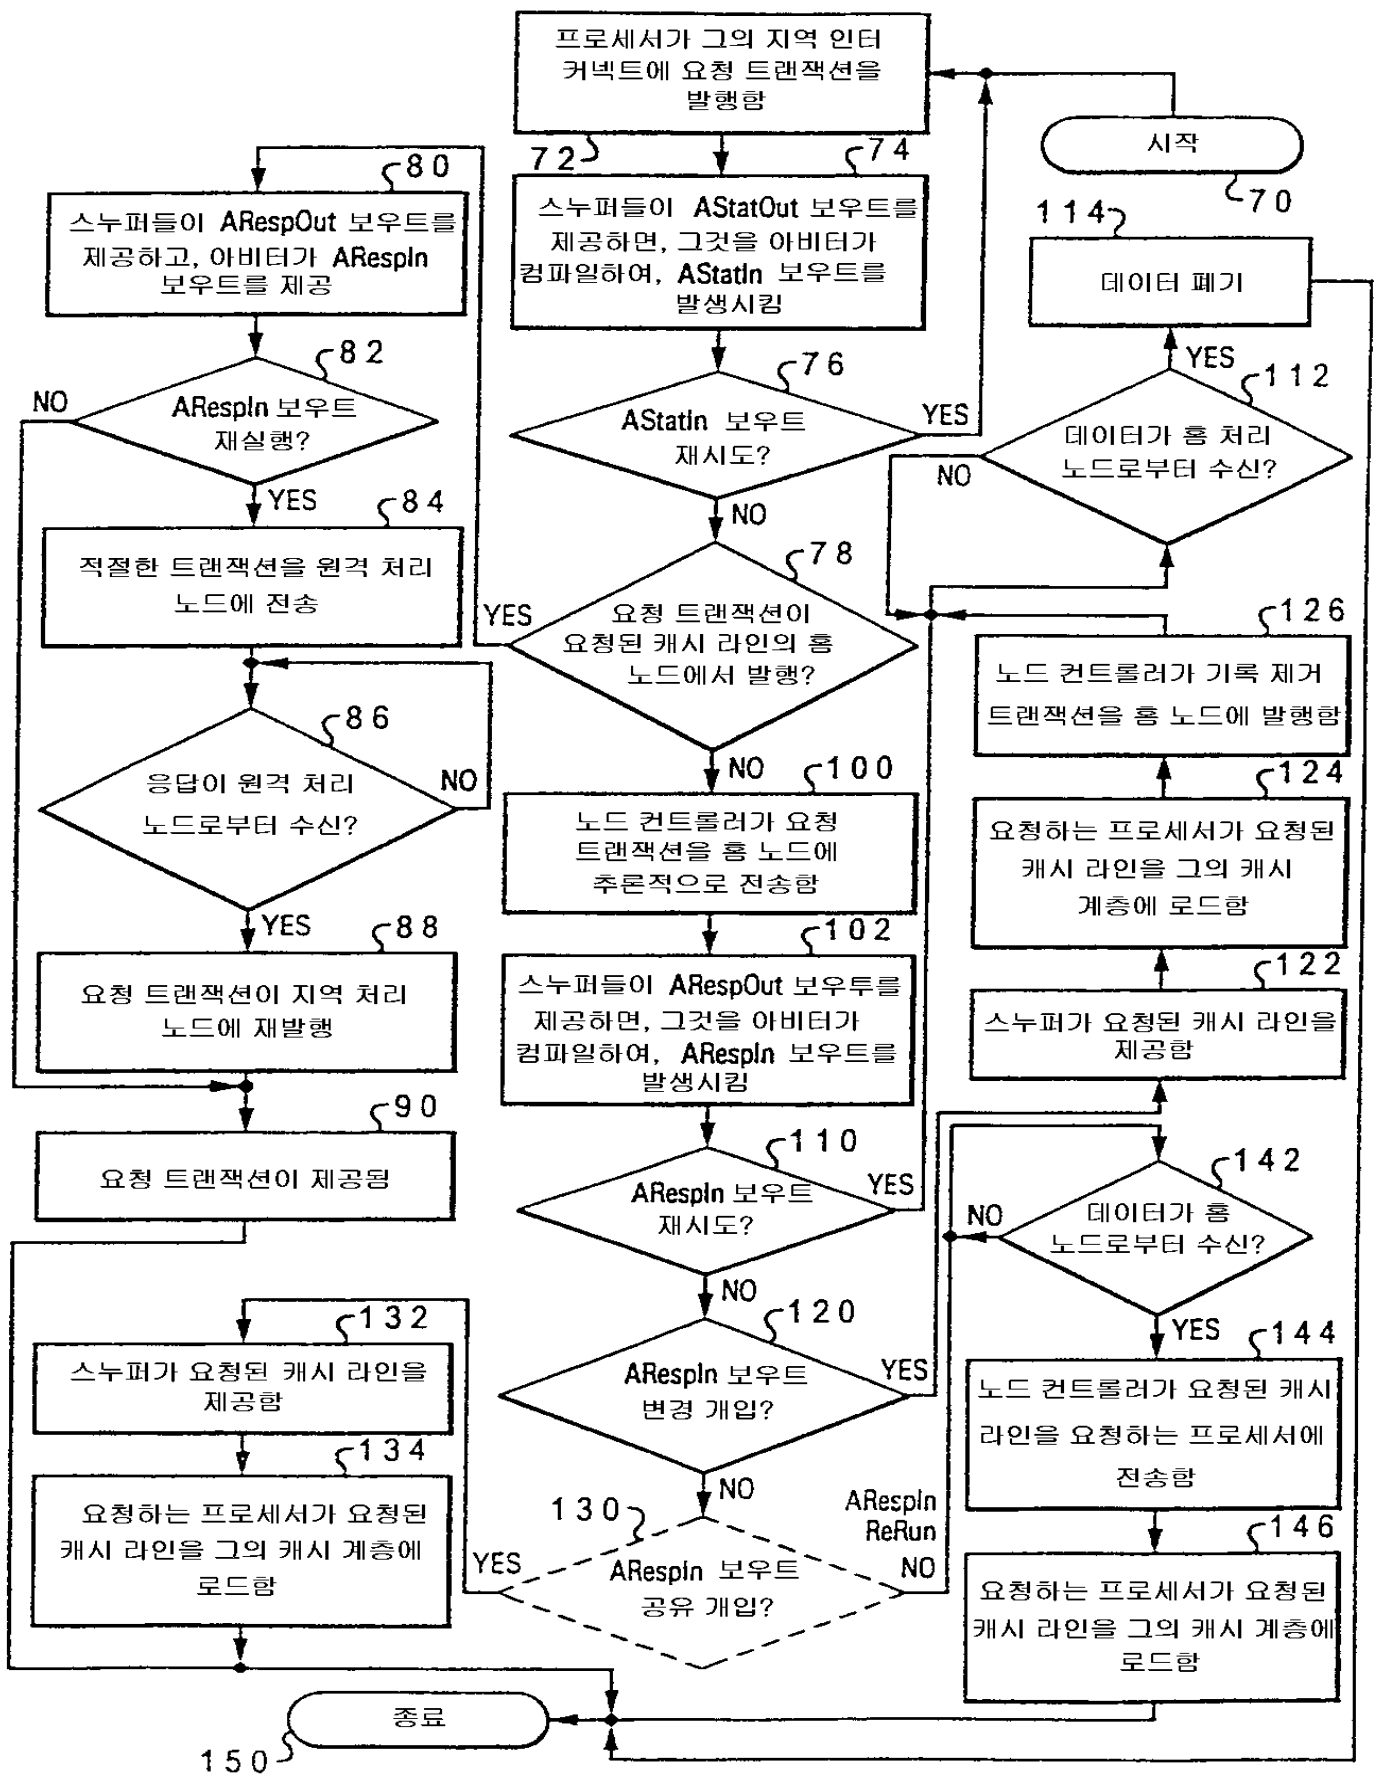 프로세서가 그의 지역 인터
커넥트에 요청 트랜잭션을
발행함
72
시작
70
74
스누퍼들이 AStatOut 보우트를
제공하면, 그것을 아비터가
컴파일하여, AStatIn 보우트를
발생시킴
76
AStatIn 보우트
재시도?
YES
NO
78
요청 트랜잭션이
요청된 캐시 라인의 홈
노드에서 발행?
YES
NO
80
스누퍼들이 ARespOut 보우트를
제공하고, 아비터가 ARespIn
보우트를 제공
82
ARespIn 보우트
재실행?
NO
YES
84
적절한 트랜잭션을 원격 처리
노드에 전송
86
응답이 원격 처리
노드로부터 수신?
NO
YES
88
요청 트랜잭션이 지역 처리
노드에 재발행
90
요청 트랜잭션이 제공됨
100
노드 컨트롤러가 요청
트랜잭션을 홈 노드에
추론적으로 전송함
102
스누퍼들이 ARespOut 보우투를
제공하면, 그것을 아비터가
컴파일하여, ARespIn 보우트를
발생시킴
110
ARespIn 보우트
재시도?
YES
NO
114
데이터 폐기
YES
112
데이터가 홈 처리
노드로부터 수신?
NO
120
ARespIn 보우트
변경 개입?
YES
NO
126
노드 컨트롤러가 기록 제거
트랜잭션을 홈 노드에 발행함
124
요청하는 프로세서가 요청된
캐시 라인을 그의 캐시
계층에 로드함
122
스누퍼가 요청된 캐시 라인을
제공함
130
ARespIn 보우트
공유 개입?
YES
ARespIn
ReRun
NO
132
스누퍼가 요청된 캐시 라인을
제공함
134
요청하는 프로세서가 요청된
캐시 라인을 그의 캐시 계층에
로드함
142
데이터가 홈
노드로부터 수신?
NO
YES
144
노드 컨트롤러가 요청된 캐시
라인을 요청하는 프로세서에
전송함
146
요청하는 프로세서가 요청된
캐시 라인을 그의 캐시 계층에
로드함
종료
150